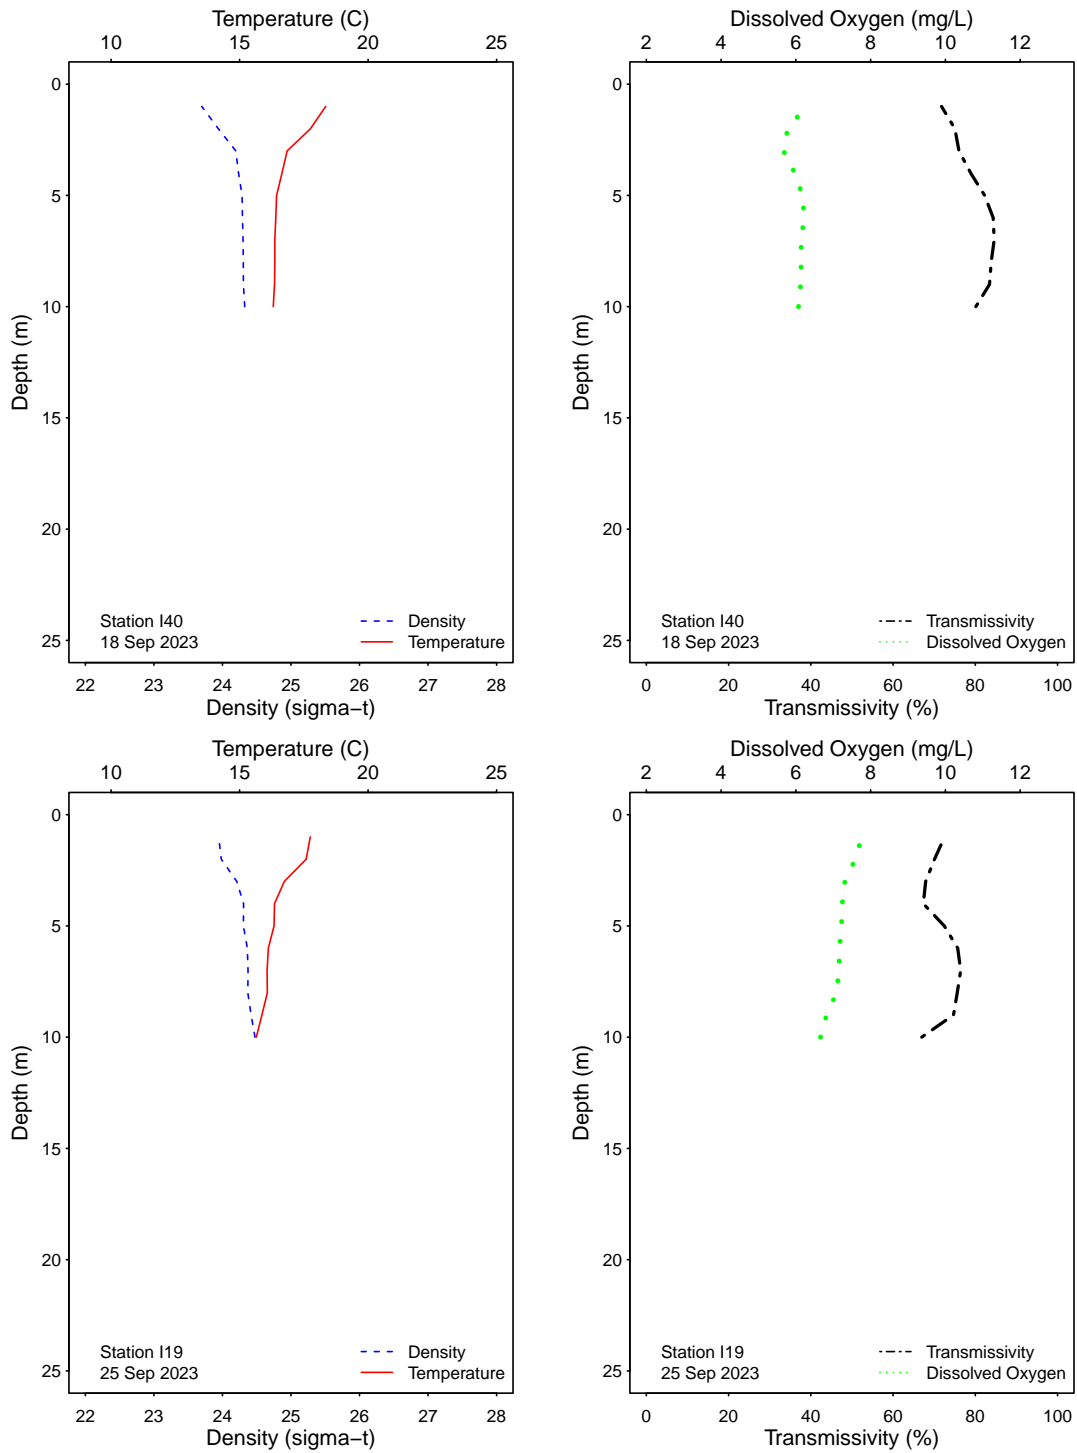 Temperature (C)
10 15 20 25
0
5
10
15
20
25
Depth (m)
Station I40
18 Sep 2023
Density
Temperature
22 23 24 25 26 27 28
Density (sigma−t)
Dissolved Oxygen (mg/L)
2 4 6 8 10 12
0
5
10
15
20
25
Depth (m)
Station I40
18 Sep 2023
Transmissivity
Dissolved Oxygen
0 20 40 60 80 100
Transmissivity (%)
Temperature (C)
10 15 20 25
0
5
10
15
20
25
Depth (m)
Station I19
25 Sep 2023
Density
Temperature
22 23 24 25 26 27 28
Density (sigma−t)
Dissolved Oxygen (mg/L)
2 4 6 8 10 12
0
5
10
15
20
25
Depth (m)
Station I19
25 Sep 2023
Transmissivity
Dissolved Oxygen
0 20 40 60 80 100
Transmissivity (%)